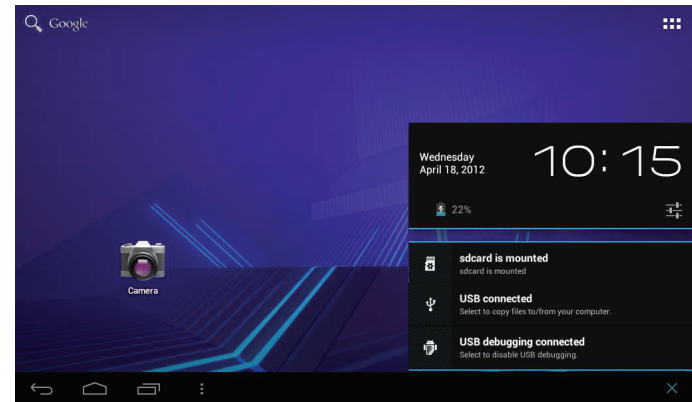 Google
Wednesday
April 18, 2012
10:15
22%
sdcard is mounted
sdcard is mounted
USB connected
Select to copy files to/from your computer.
USB debugging connected
Select to disable USB debugging.
Camera